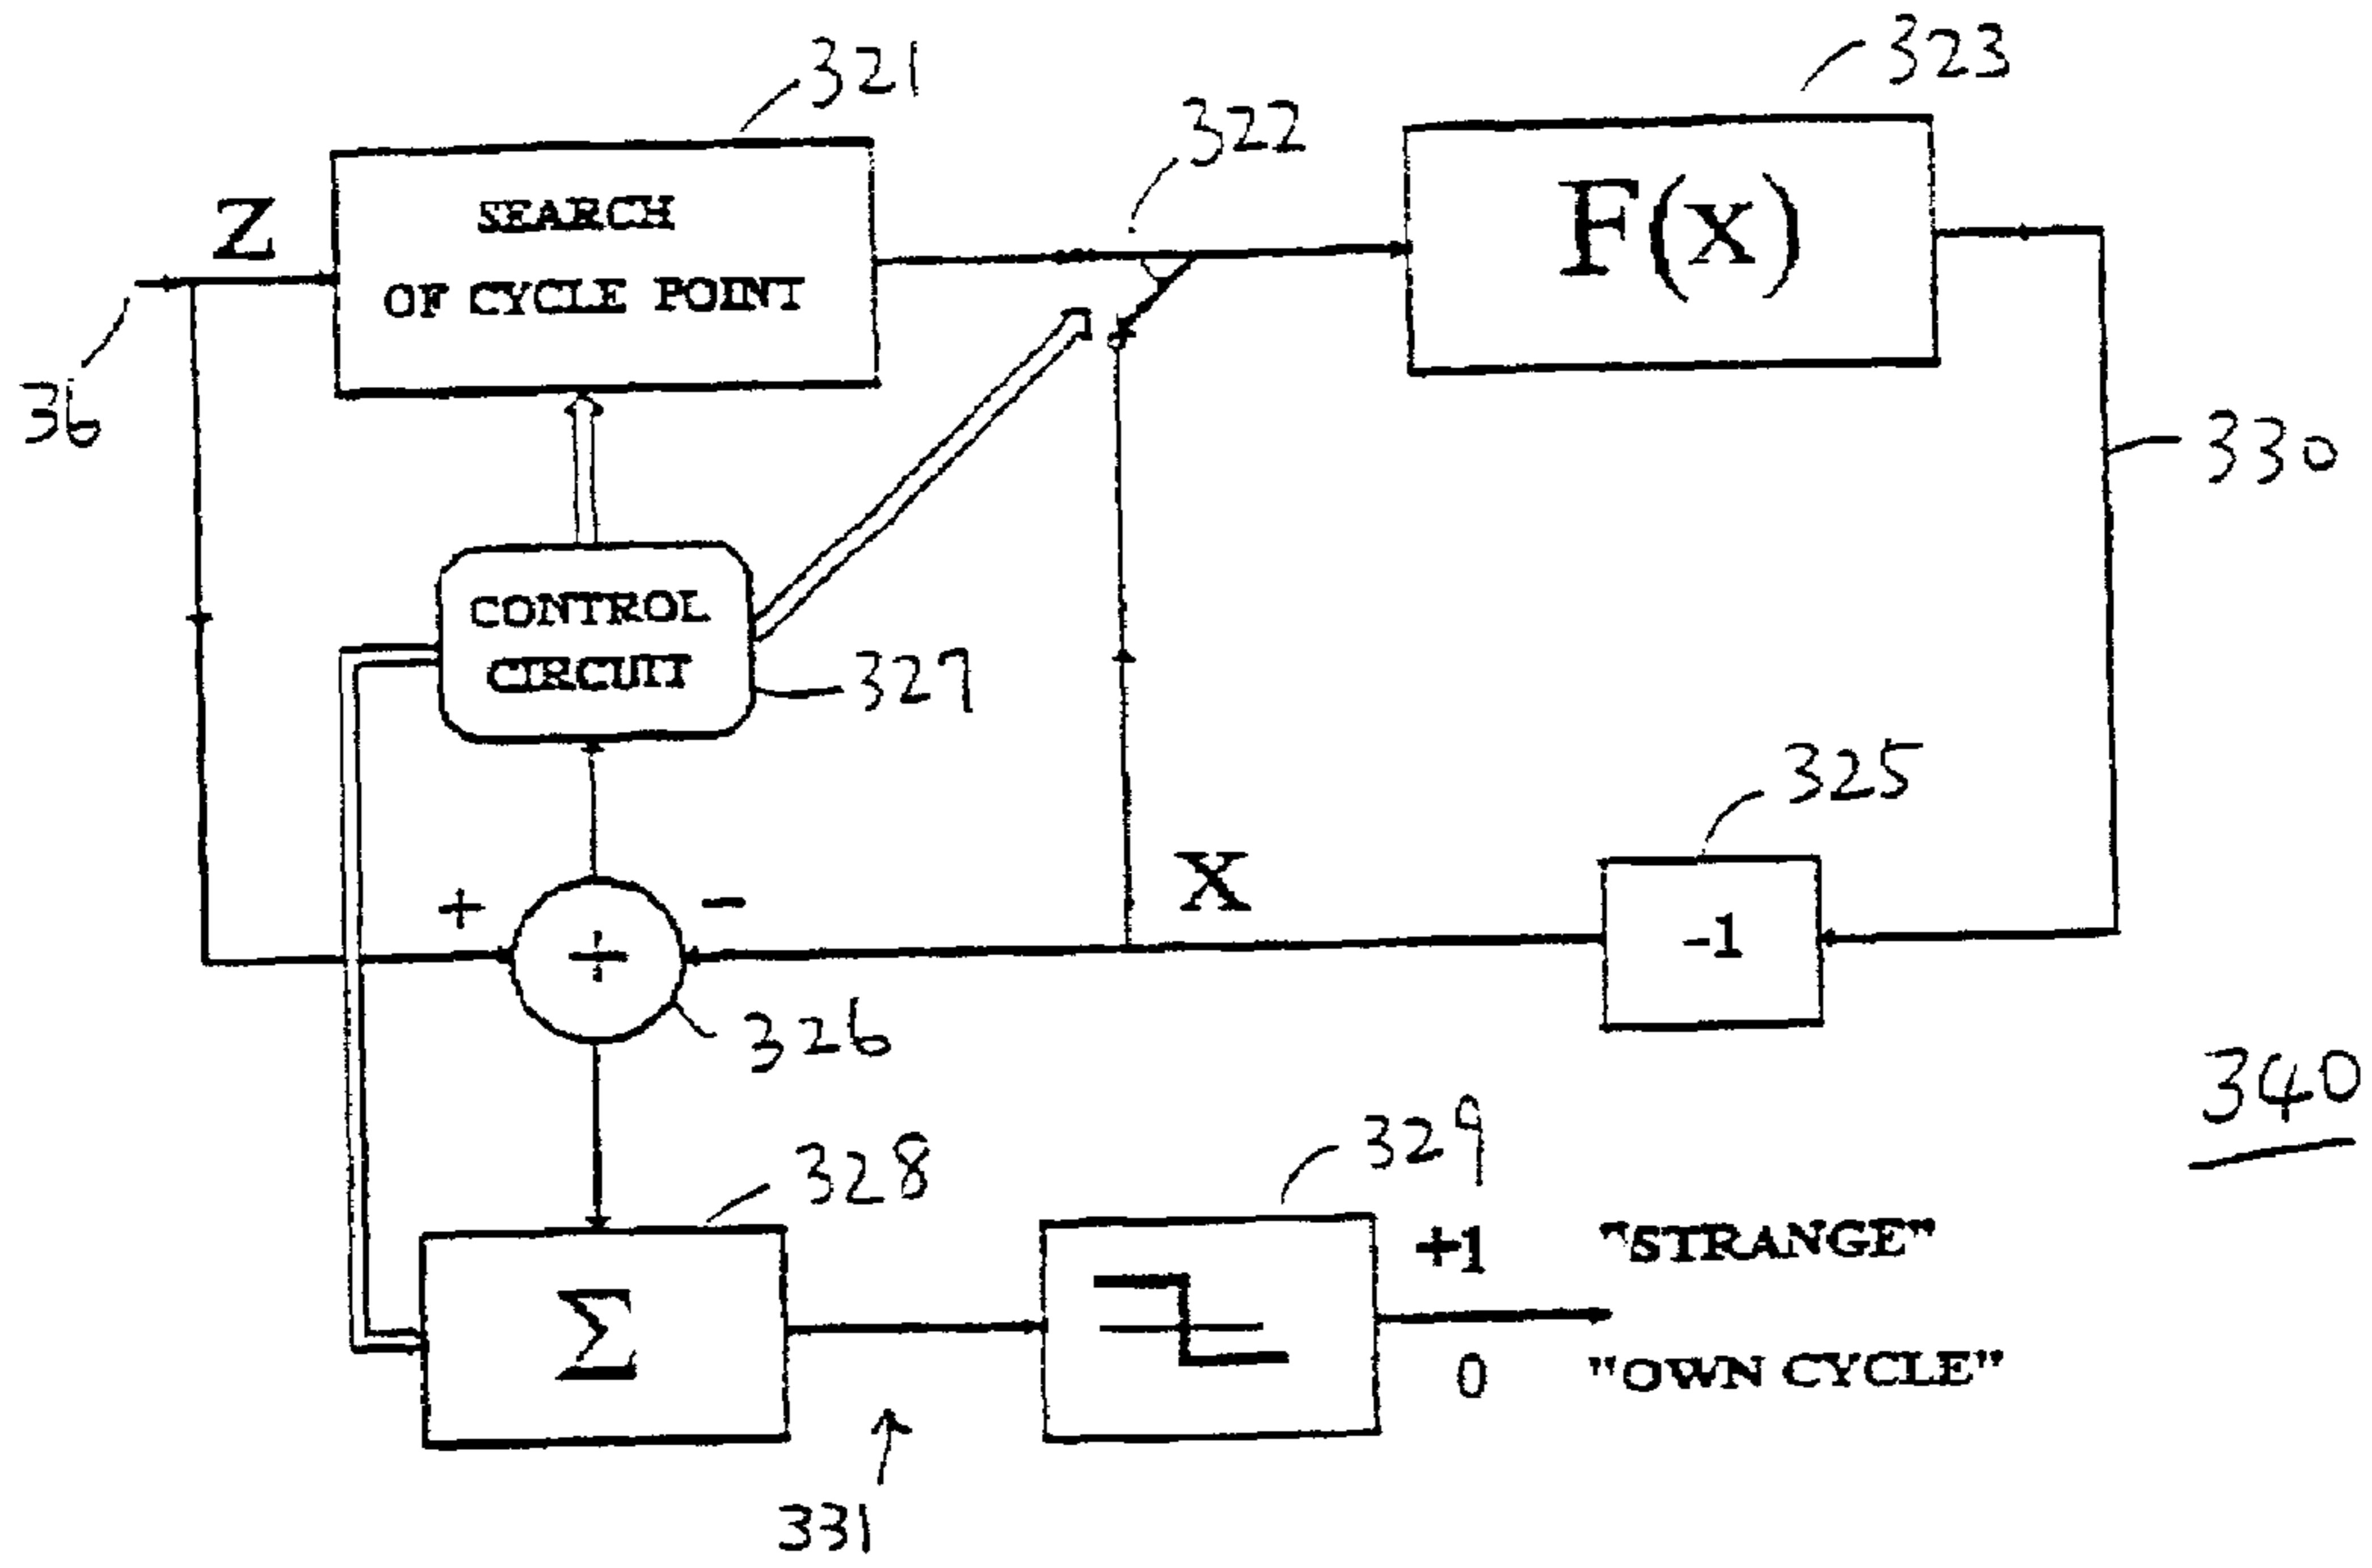 321
323
322
Z
SEARCH
OF CYCLE POINT
F(x)
36
330
CONTROL
CIRCUIT
327
325
X
+
-
÷
-1
326
340
328
329
+1 "STRANGE"
Σ
0 "OWN CYCLE"
331